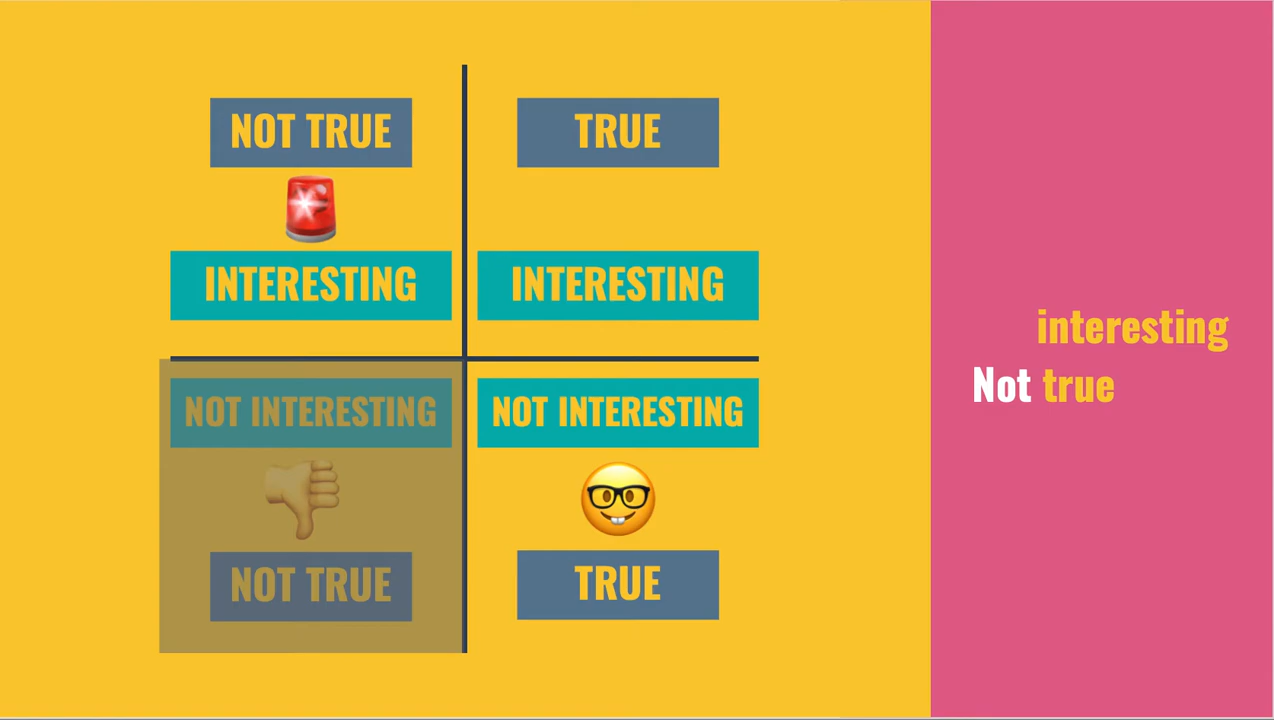 NOT TRUE
TRUE
INTERESTING
INTERESTING
NOT INTERESTING
NOT INTERESTING
NOT TRUE
TRUE
interesting
Not true